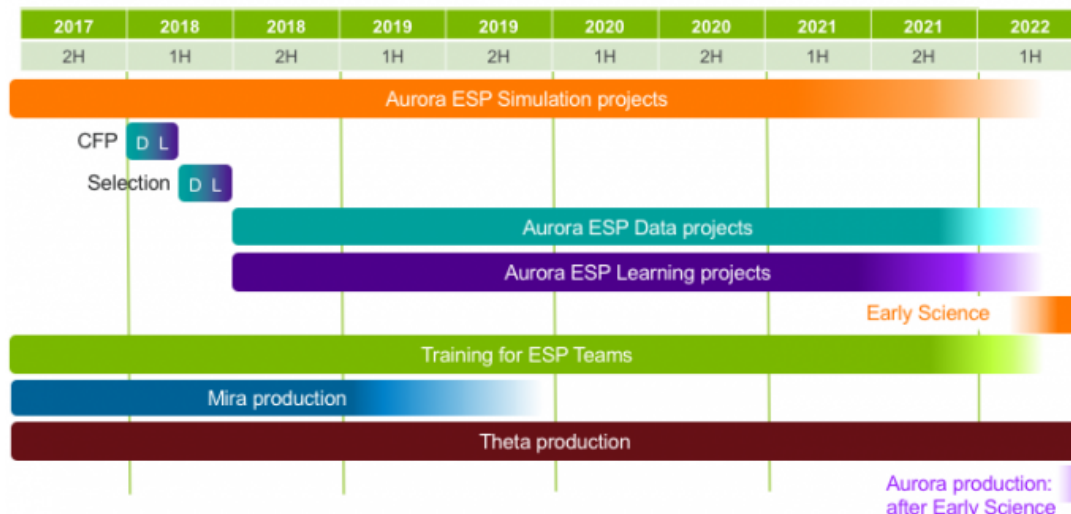 2017 2018 2018 2019 2019 2020 2020 2021 2021 2022
2H 1H 2H 1H 2H 1H 2H 1H 2H 1H
Aurora ESP Simulation projects
CFP D L
Selection D L
Aurora ESP Data projects
Aurora ESP Learning projects
Early Science
Training for ESP Teams
Mira production
Theta production
Aurora production:
after Early Science